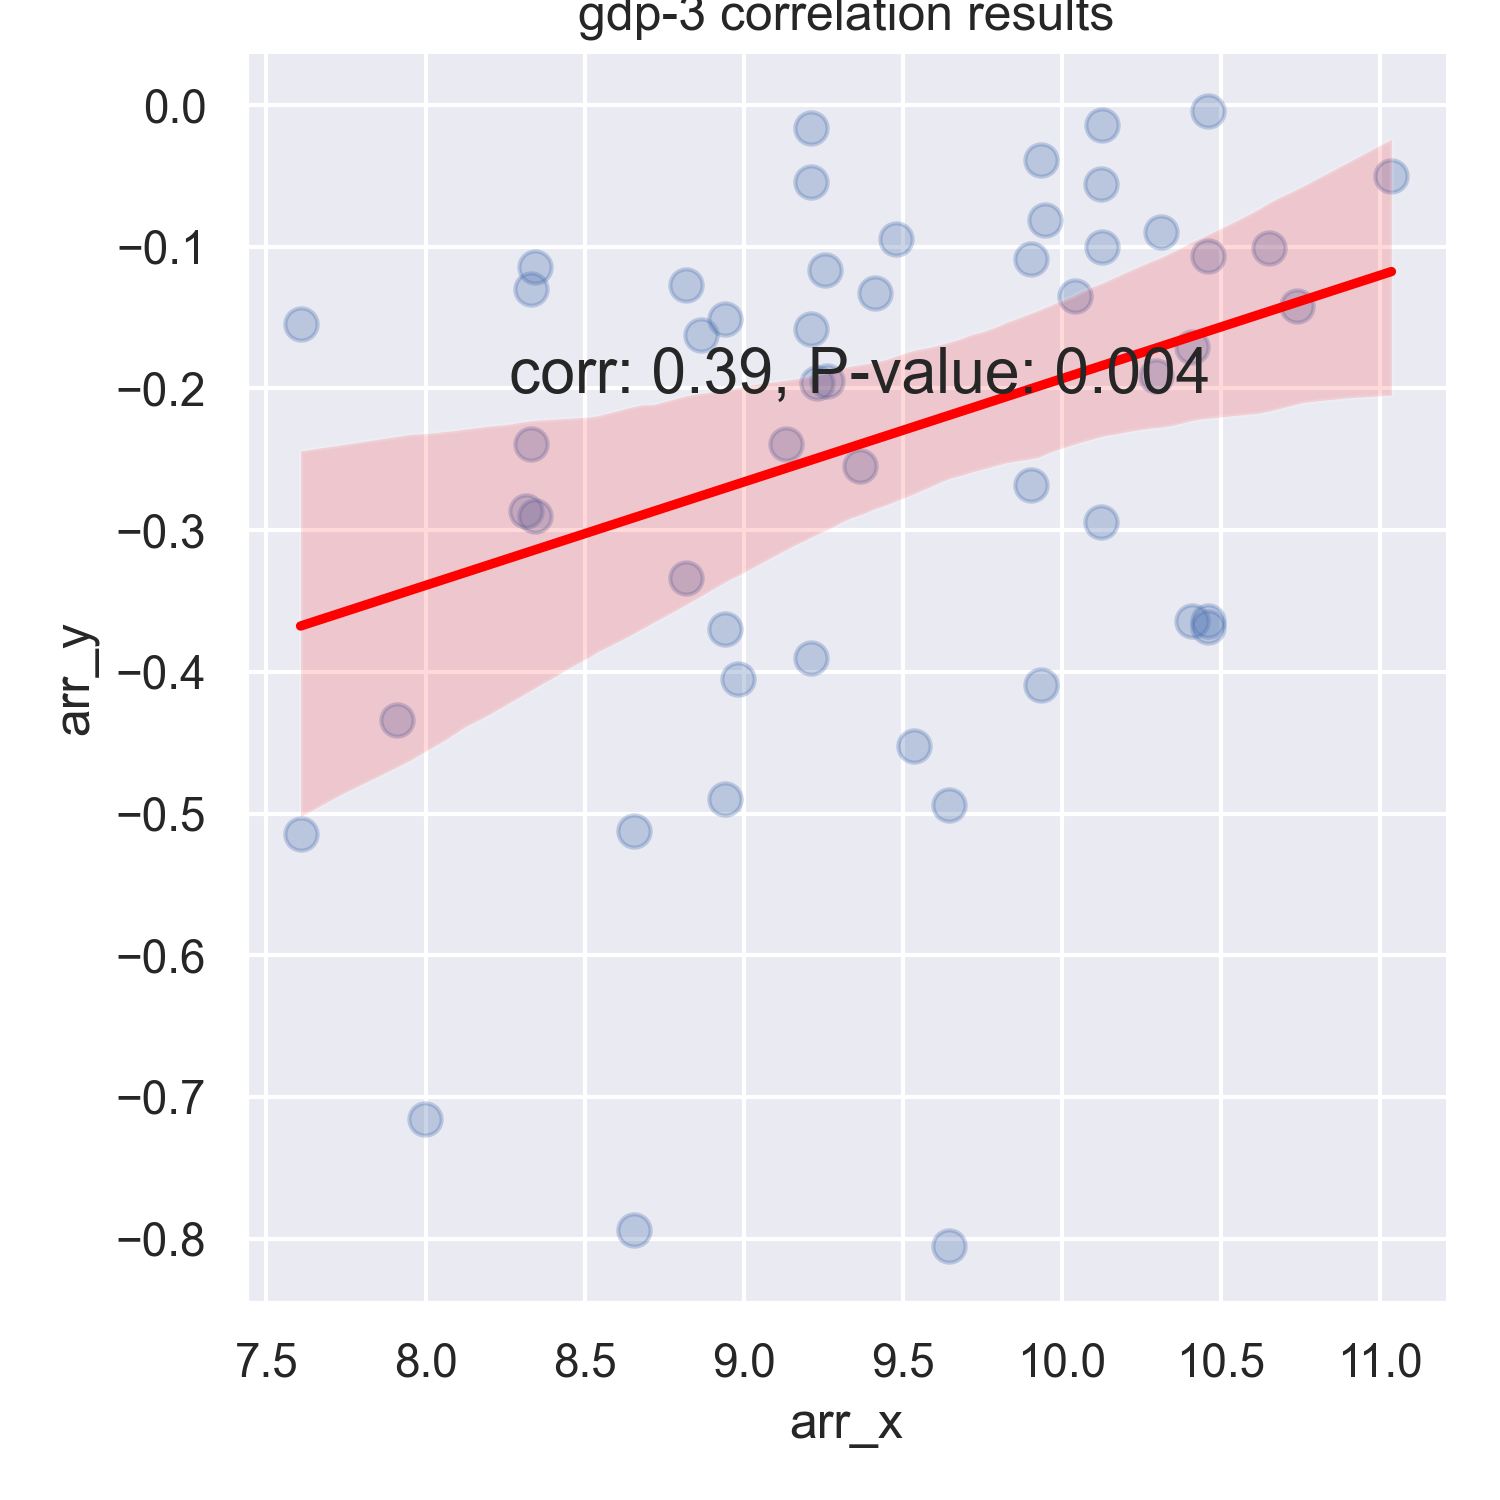 gdp-3 correlation results
0.0
−0.1
−0.2
−0.3
−0.4
−0.5
−0.6
−0.7
−0.8
arr_y
corr: 0.39, P-value: 0.004
7.5 8.0 8.5 9.0 9.5 10.0 10.5 11.0
arr_x